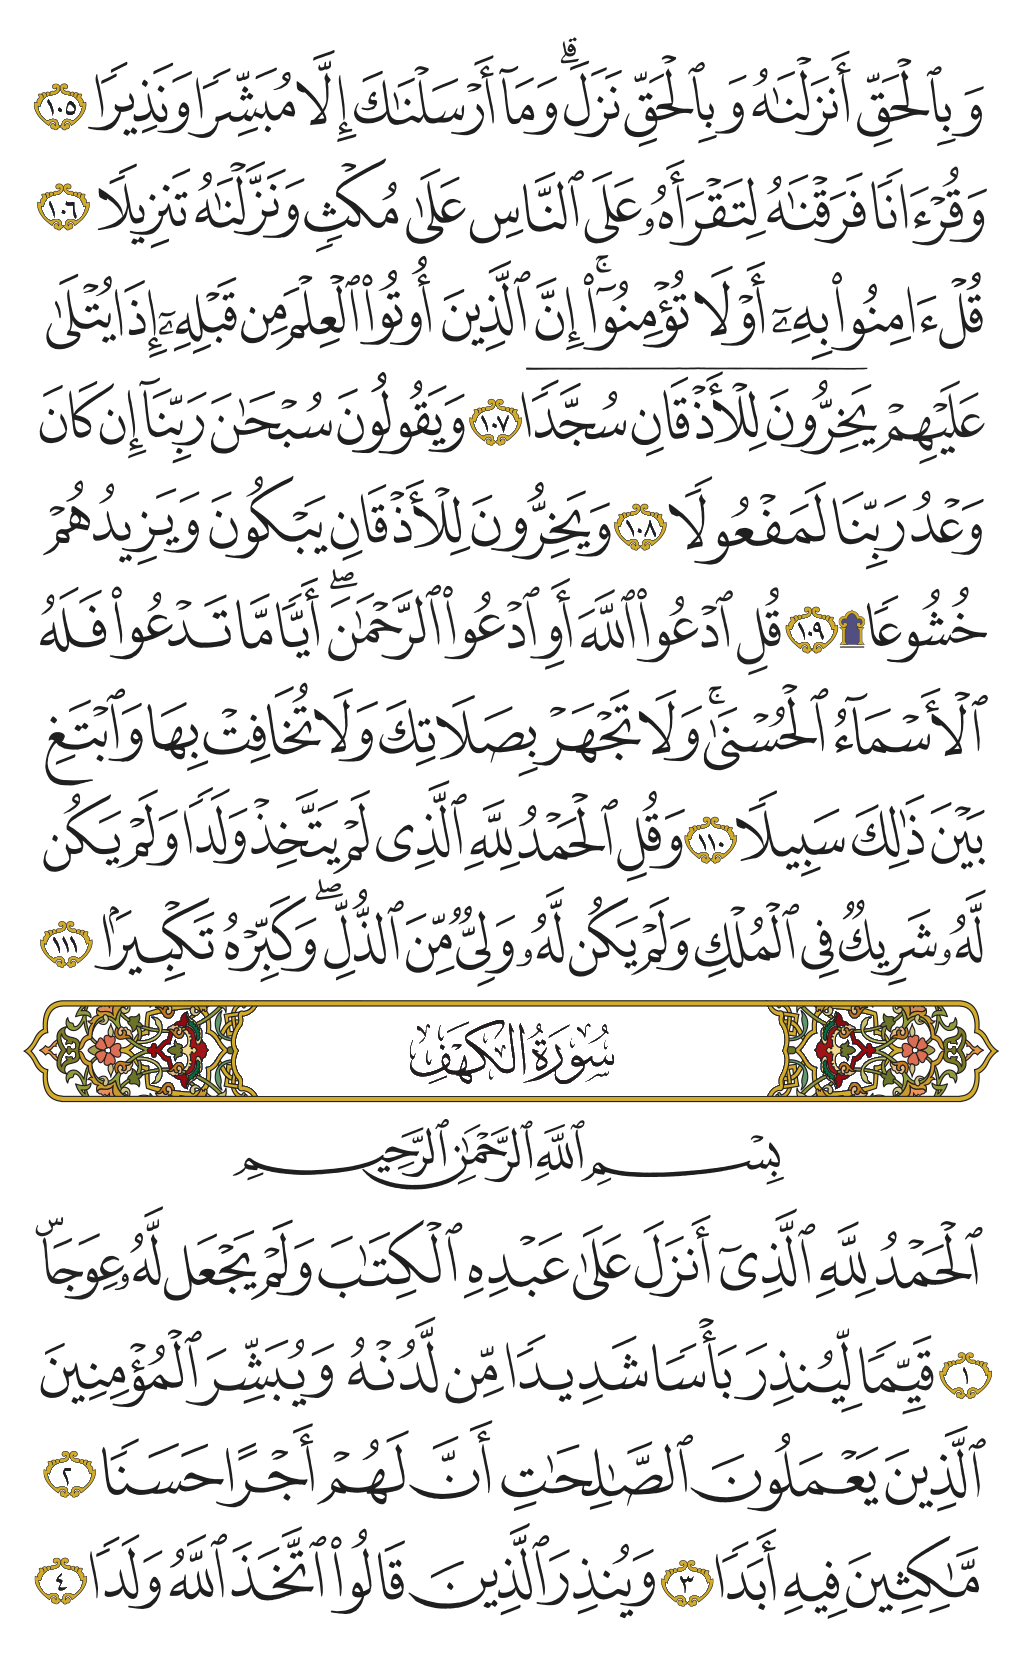 وَبِٱلْحَقِّ أَنزَلْنَٰهُ وَبِٱلْحَقِّ نَزَلَ ۗ وَمَآ أَرْسَلْنَٰكَ إِلَّا مُبَشِّرًا وَنَذِيرًا ١٠٥
وَقُرْءَانًا فَرَقْنَٰهُ لِتَقْرَأَهُۥ عَلَى ٱلنَّاسِ عَلَىٰ مُكْثٍ وَنَزَّلْنَٰهُ تَنزِيلًا ١٠٦
قُلْ ءَامِنُوا۟ بِهِۦٓ أَوْ لَا تُؤْمِنُوٓا۟ ۚ إِنَّ ٱلَّذِينَ أُوتُوا۟ ٱلْعِلْمَ مِن قَبْلِهِۦٓ إِذَا يُتْلَىٰ
عَلَيْهِمْ يَخِرُّونَ لِلْأَذْقَانِ سُجَّدًا ١٠٧ وَيَقُولُونَ سُبْحَٰنَ رَبِّنَآ إِن كَانَ
وَعْدُ رَبِّنَا لَمَفْعُولًا ١٠٨ وَيَخِرُّونَ لِلْأَذْقَانِ يَبْكُونَ وَيَزِيدُهُمْ
خُشُوعًا ۩ ١٠٩ قُلِ ٱدْعُوا۟ ٱللَّهَ أَوِ ٱدْعُوا۟ ٱلرَّحْمَٰنَ ۖ أَيًّا مَّا تَدْعُوا۟ فَلَهُ
ٱلْأَسْمَآءُ ٱلْحُسْنَىٰ ۚ وَلَا تَجْهَرْ بِصَلَاتِكَ وَلَا تُخَافِتْ بِهَا وَٱبْتَغِ
بَيْنَ ذَٰلِكَ سَبِيلًا ١١٠ وَقُلِ ٱلْحَمْدُ لِلَّهِ ٱلَّذِى لَمْ يَتَّخِذْ وَلَدًا وَلَمْ يَكُن
لَّهُۥ شَرِيكٌ فِى ٱلْمُلْكِ وَلَمْ يَكُن لَّهُۥ وَلِىٌّ مِّنَ ٱلذُّلِّ ۖ وَكَبِّرْهُ تَكْبِيرًۢا ١١١
سُورَةُ الكَهْفِ
بِسْمِ ٱللَّهِ ٱلرَّحْمَٰنِ ٱلرَّحِيمِ
ٱلْحَمْدُ لِلَّهِ ٱلَّذِىٓ أَنزَلَ عَلَىٰ عَبْدِهِ ٱلْكِتَٰبَ وَلَمْ يَجْعَل لَّهُۥ عِوَجَاۜ
١ قَيِّمًا لِّيُنذِرَ بَأْسًا شَدِيدًا مِّن لَّدُنْهُ وَيُبَشِّرَ ٱلْمُؤْمِنِينَ
ٱلَّذِينَ يَعْمَلُونَ ٱلصَّٰلِحَٰتِ أَنَّ لَهُمْ أَجْرًا حَسَنًا ٢
مَّٰكِثِينَ فِيهِ أَبَدًا ٣ وَيُنذِرَ ٱلَّذِينَ قَالُوا۟ ٱتَّخَذَ ٱللَّهُ وَلَدًا ٤